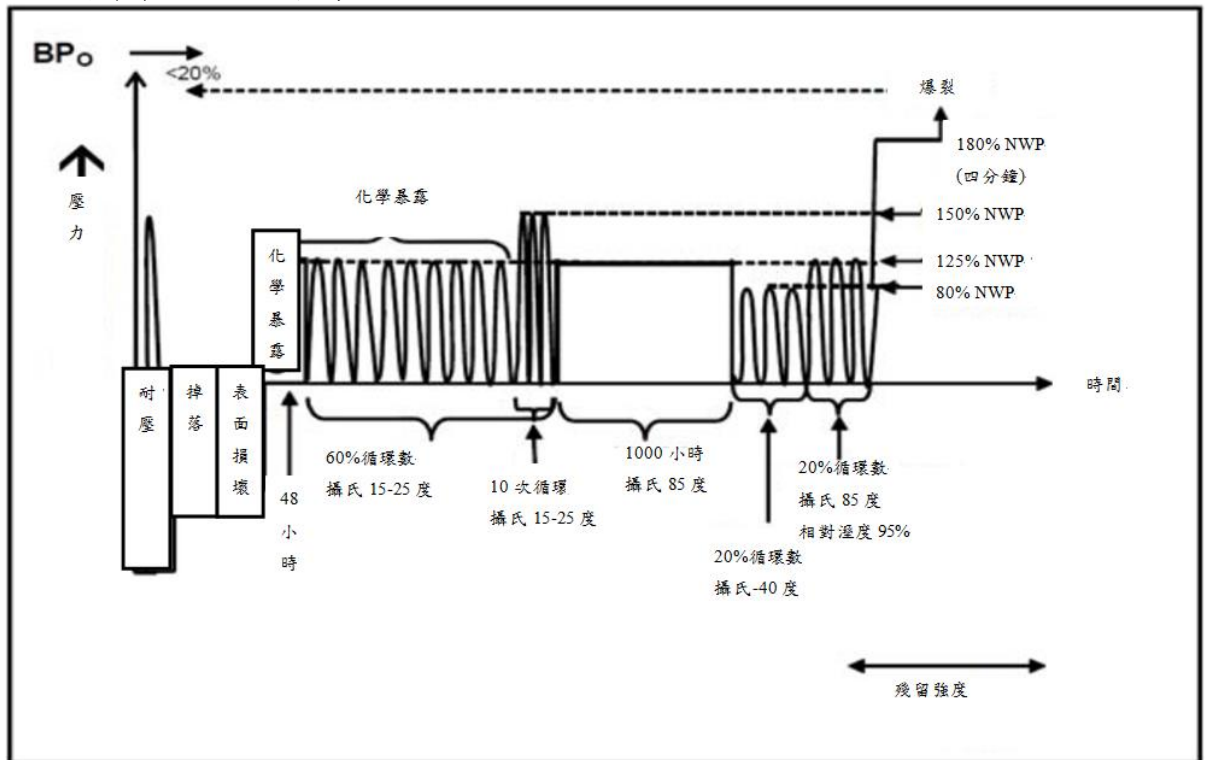 BPo
<20%
爆裂
180% NWP
(四分鐘)
壓
力
化學暴露
150% NWP
化
學
暴
露
125% NWP
80% NWP
耐
壓
掉
落
表
面
損
壞
時間
48
小
時
60%循環數
攝氏 15-25 度
10 次循環
攝氏 15-25 度
1000 小時
攝氏 85 度
20%循環數
攝氏 85 度
相對溼度 95%
20%循環數
攝氏-40 度
殘留強度